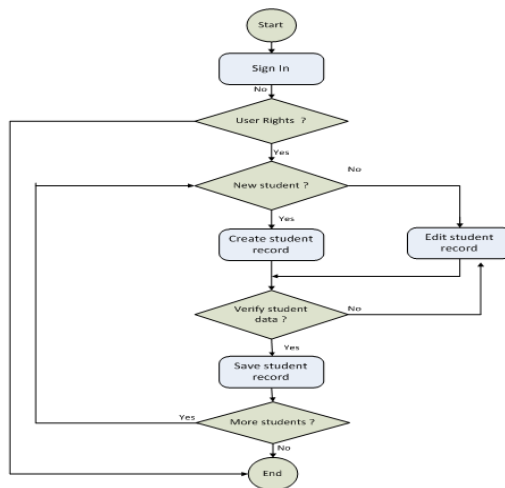 Start
Sign In
No
User Rights ?
Yes
New student ?
No
Yes
Create student
record
Edit student
record
Verify student
data ?
No
Yes
Save student
record
More students ?
Yes
No
End